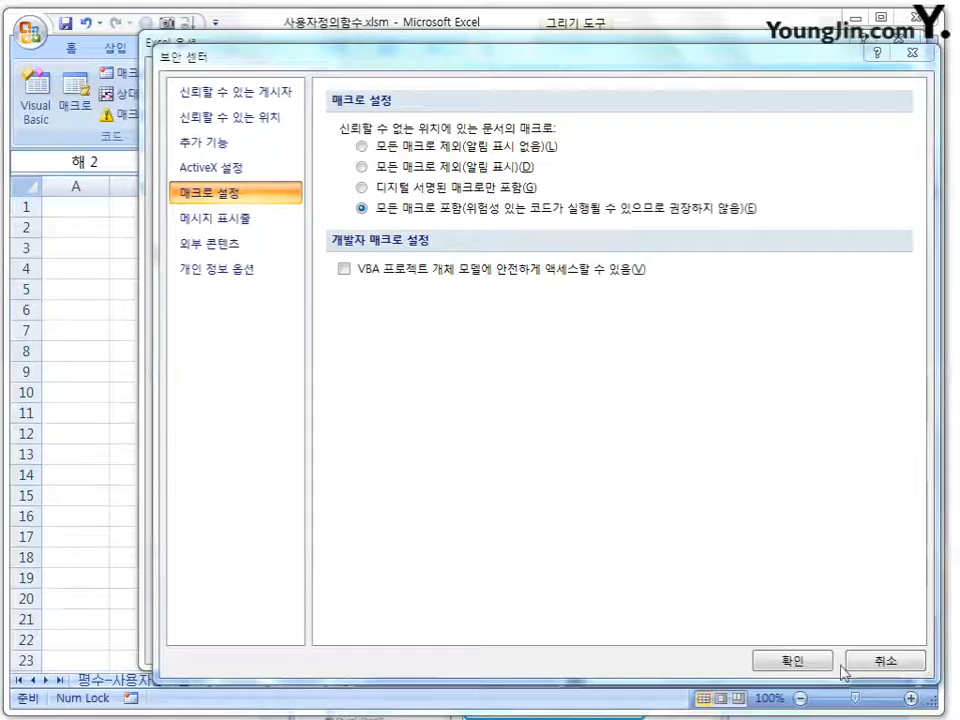 사용자정의함수.xlsm - Microsoft Excel
그리기 도구
YoungJin.com Y.
홈
삽입
Excel 옵션
보안 센터
Visual Basic
매크로
매크
상대
매크
코드
해 2
A
1
2
3
4
5
6
7
8
9
10
11
12
13
14
15
16
17
18
19
20
21
22
23
신뢰할 수 있는 게시자
신뢰할 수 있는 위치
추가 기능
ActiveX 설정
매크로 설정
메시지 표시줄
외부 콘텐츠
개인 정보 옵션
매크로 설정
신뢰할 수 없는 위치에 있는 문서의 매크로:
모든 매크로 제외(알림 표시 없음)(L)
모든 매크로 제외(알림 표시)(D)
디지털 서명된 매크로만 포함(G)
모든 매크로 포함(위험성 있는 코드가 실행될 수 있으므로 권장하지 않음)(E)
개발자 매크로 설정
VBA 프로젝트 개체 모델에 안전하게 액세스할 수 있음(V)
확인
취소
명수-사용자
준비
Num Lock
100%